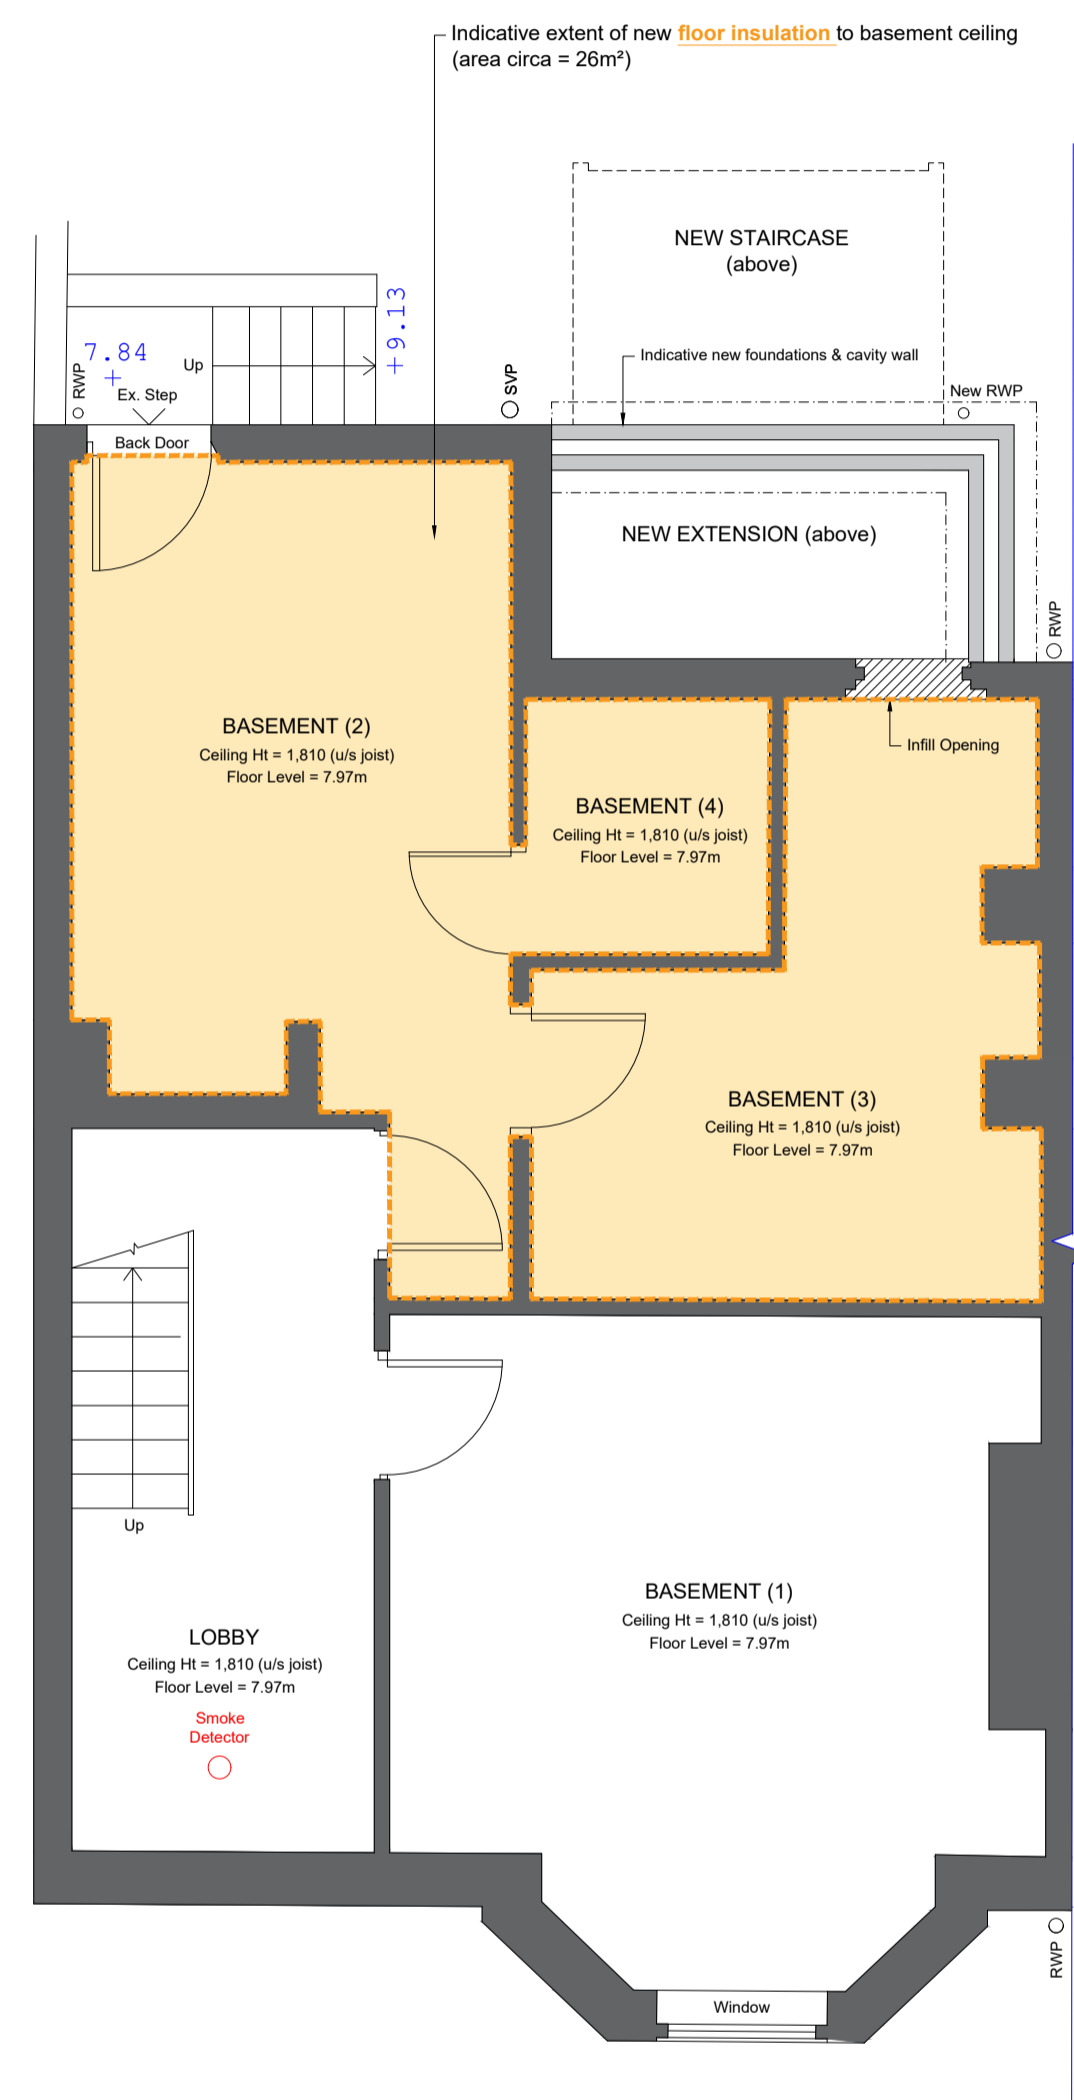 Indicative extent of new floor insulation to basement ceiling
(area circa = 26m²)
NEW STAIRCASE
(above)
+9.13
7.84
+
Up
RWP
Ex. Step
SVP
Indicative new foundations & cavity wall
New RWP
Back Door
NEW EXTENSION (above)
RWP
BASEMENT (2)
Ceiling Ht = 1,810 (u/s joist)
Floor Level = 7.97m
Infill Opening
BASEMENT (4)
Ceiling Ht = 1,810 (u/s joist)
Floor Level = 7.97m
BASEMENT (3)
Ceiling Ht = 1,810 (u/s joist)
Floor Level = 7.97m
Up
BASEMENT (1)
Ceiling Ht = 1,810 (u/s joist)
Floor Level = 7.97m
LOBBY
Ceiling Ht = 1,810 (u/s joist)
Floor Level = 7.97m
Smoke
Detector
RWP
Window